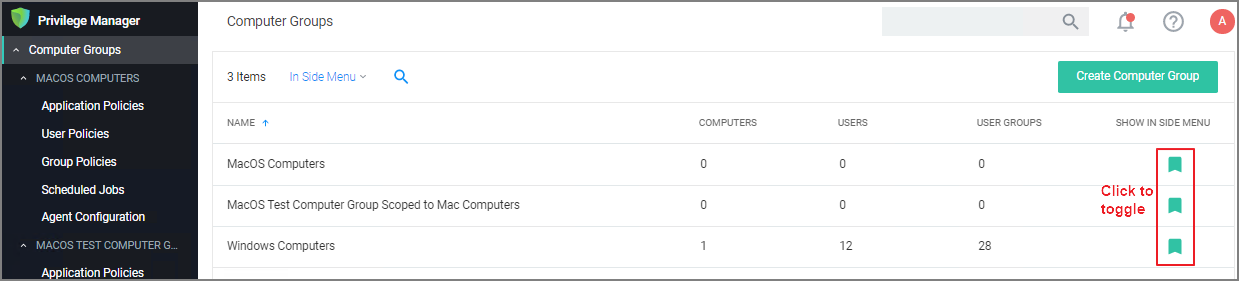 Privilege Manager
Computer Groups
MACOS COMPUTERS
Application Policies
User Policies
Group Policies
Scheduled Jobs
Agent Configuration
MACOS TEST COMPUTER G...
Application Policies
Computer Groups
A
3 Items In Side Menu
Create Computer Group
NAME COMPUTERS USERS USER GROUPS SHOW IN SIDE MENU
MacOS Computers 0 0 0
MacOS Test Computer Group Scoped to Mac Computers 0 0 0
Windows Computers 1 12 28
Click to
toggle